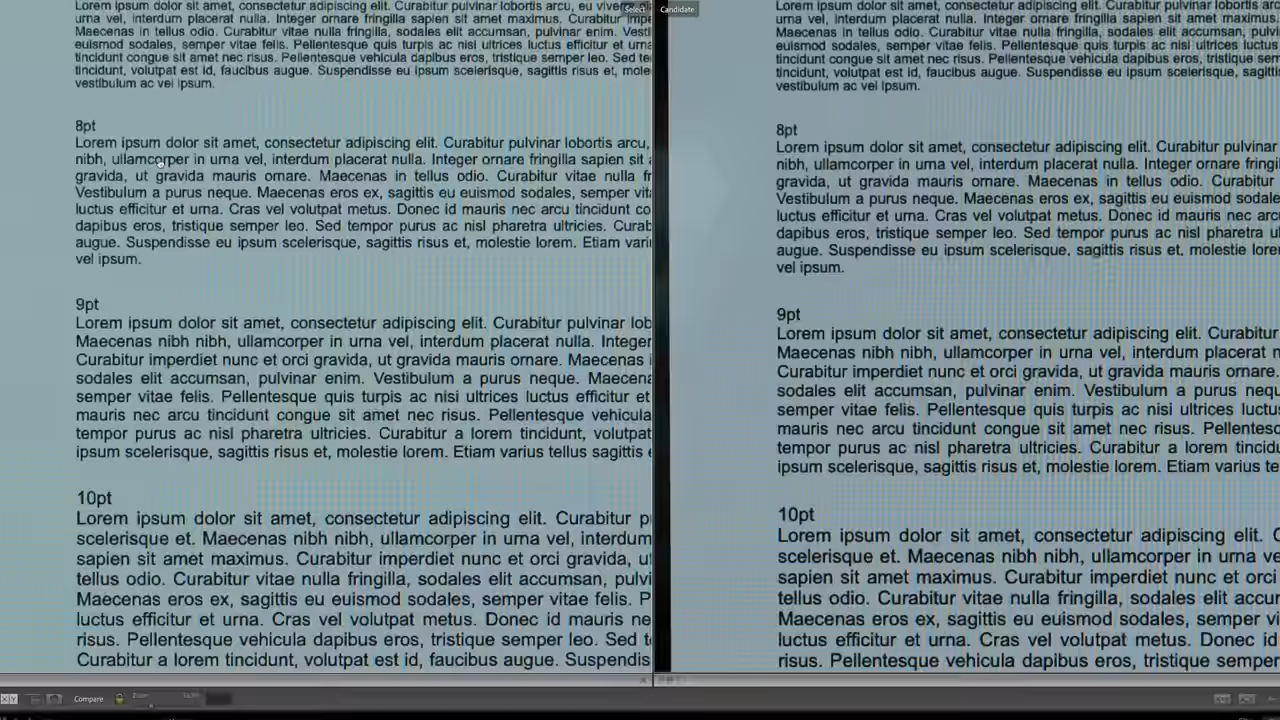 Select
Lorem ipsum dolor sit amet, consectetur adipiscing elit. Curabitur pulvinar lobortis arcu, eu
urna vel, interdum placerat nulla. Integer ornare fringilla sapien sit amet maximus. Curabitur
Maecenas in tellus odio. Curabitur vitae nulla fringilla, sodales elit accumsan, pulvinar enim.
euismod sodales, semper vitae felis. Pellentesque quis turpis ac nisi ultrices luctus efficitur et urna
tincidunt congue sit amet nec risus. Pellentesque vehicula dapibus eros, tristique semper leo. Sed
tincidunt, volutpat est id, faucibus augue. Suspendisse eu ipsum scelerisque, sagittis risus et,
vestibulum ac vel ipsum.
8pt
Lorem ipsum dolor sit amet, consectetur adipiscing elit. Curabitur pulvinar lobortis arcu,
nibh, ullamcorper in urna vel, interdum placerat nulla. Integer ornare fringilla sapien sit
gravida, ut gravida mauris ornare. Maecenas in tellus odio. Curabitur vitae nulla
Vestibulum a purus neque. Maecenas eros ex, sagittis eu euismod sodales, semper
luctus efficitur et urna. Cras vel volutpat metus. Donec id mauris nec arcu tincidunt
dapibus eros, tristique semper leo. Sed tempor purus ac nisl pharetra ultricies.
augue. Suspendisse eu ipsum scelerisque, sagittis risus et, molestie lorem. Etiam
vel ipsum.
9pt
Lorem ipsum dolor sit amet, consectetur adipiscing elit. Curabitur pulvinar lob
Maecenas nibh nibh, ullamcorper in urna vel, interdum placerat nulla. Integer
Curabitur imperdiet nunc et orci gravida, ut gravida mauris ornare. Maecenas
sodales elit accumsan, pulvinar enim. Vestibulum a purus neque. Maecena
semper vitae felis. Pellentesque quis turpis ac nisi ultrices luctus efficitur et
mauris nec arcu tincidunt congue sit amet nec risus. Pellentesque vehicula
tempor purus ac nisl pharetra ultricies. Curabitur a lorem tincidunt, volutpat
ipsum scelerisque, sagittis risus et, molestie lorem. Etiam varius tellus sagittis
10pt
Lorem ipsum dolor sit amet, consectetur adipiscing elit. Curabitur p
scelerisque et. Maecenas nibh nibh, ullamcorper in urna vel, interdum
sapien sit amet maximus. Curabitur imperdiet nunc et orci gravida, u
tellus odio. Curabitur vitae nulla fringilla, sodales elit accumsan, pulvi
Maecenas eros ex, sagittis eu euismod sodales, semper vitae felis. P
luctus efficitur et urna. Cras vel volutpat metus. Donec id mauris ne
risus. Pellentesque vehicula dapibus eros, tristique semper leo. Sed
Curabitur a lorem tincidunt, volutpat est id, faucibus augue. Suspendis
Candidate
Lorem ipsum dolor sit amet, consectetur adipiscing elit. Curabitur
urna vel, interdum placerat nulla. Integer ornare fringilla sapien sit amet maximus.
Maecenas in tellus odio. Curabitur vitae nulla fringilla, sodales elit accumsan,
euismod sodales, semper vitae felis. Pellentesque quis turpis ac nisi ultrices luctus
tincidunt congue sit amet nec risus. Pellentesque vehicula dapibus eros, tristique
tincidunt, volutpat est id, faucibus augue. Suspendisse eu ipsum scelerisque, sagittis
vestibulum ac vel ipsum.
8pt
Lorem ipsum dolor sit amet, consectetur adipiscing elit. Curabitur pulvinar
nibh, ullamcorper in urna vel, interdum placerat nulla. Integer ornare fring
gravida, ut gravida mauris ornare. Maecenas in tellus odio. Curabitur
Vestibulum a purus neque. Maecenas eros ex, sagittis eu euismod sodales,
luctus efficitur et urna. Cras vel volutpat metus. Donec id mauris nec arc
dapibus eros, tristique semper leo. Sed tempor purus ac nisl pharetra ul
augue. Suspendisse eu ipsum scelerisque, sagittis risus et, molestie lorem
vel ipsum.
9pt
Lorem ipsum dolor sit amet, consectetur adipiscing elit. Curabitur
Maecenas nibh nibh, ullamcorper in urna vel, interdum placerat n
Curabitur imperdiet nunc et orci gravida, ut gravida mauris ornare.
sodales elit accumsan, pulvinar enim. Vestibulum a purus neque
semper vitae felis. Pellentesque quis turpis ac nisi ultrices luctus
mauris nec arcu tincidunt congue sit amet nec risus. Pellentesq
tempor purus ac nisl pharetra ultricies. Curabitur a lorem tincidu
ipsum scelerisque, sagittis risus et, molestie lorem. Etiam varius te
10pt
Lorem ipsum dolor sit amet, consectetur adipiscing elit.
scelerisque et. Maecenas nibh nibh, ullamcorper in urna ve
sapien sit amet maximus. Curabitur imperdiet nunc et orci
tellus odio. Curabitur vitae nulla fringilla, sodales elit accum
Maecenas eros ex, sagittis eu euismod sodales, semper vi
luctus efficitur et urna. Cras vel volutpat metus. Donec id
risus. Pellentesque vehicula dapibus eros, tristique semper
Compare